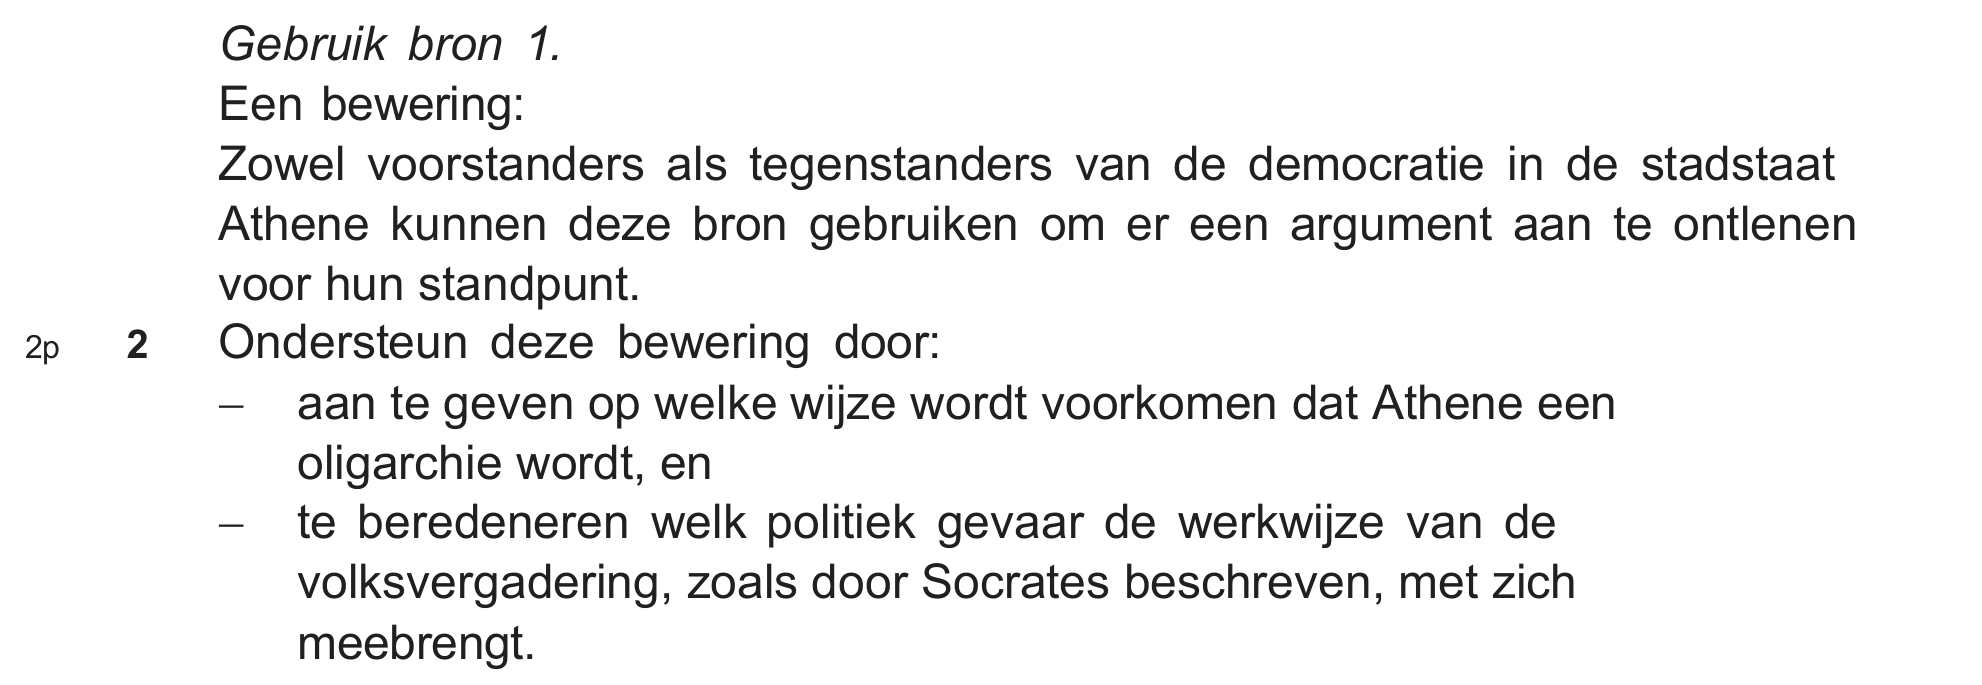 Gebruik bron 1.
Een bewering:
Zowel voorstanders als tegenstanders van de democratie in de stadstaat
Athene kunnen deze bron gebruiken om er een argument aan te ontlenen
voor hun standpunt.
2p 2 Ondersteun deze bewering door:
– aan te geven op welke wijze wordt voorkomen dat Athene een
oligarchie wordt, en
– te beredeneren welk politiek gevaar de werkwijze van de
volksvergadering, zoals door Socrates beschreven, met zich
meebrengt.